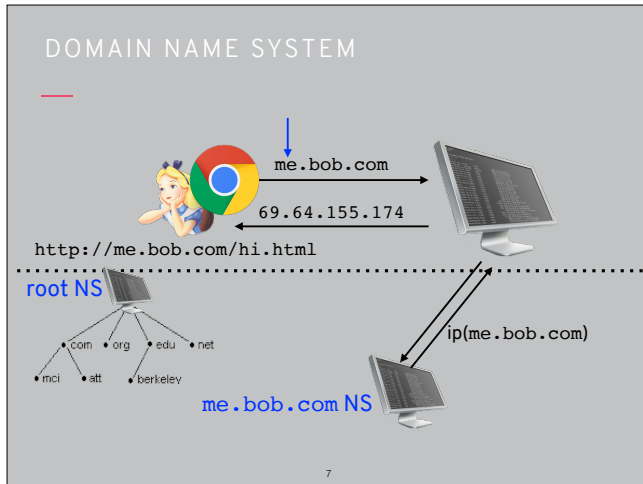 DOMAIN NAME SYSTEM
me.bob.com
69.64.155.174
http://me.bob.com/hi.html
root NS
com org edu net
mci att berkeley
ip(me.bob.com)
me.bob.com NS
7